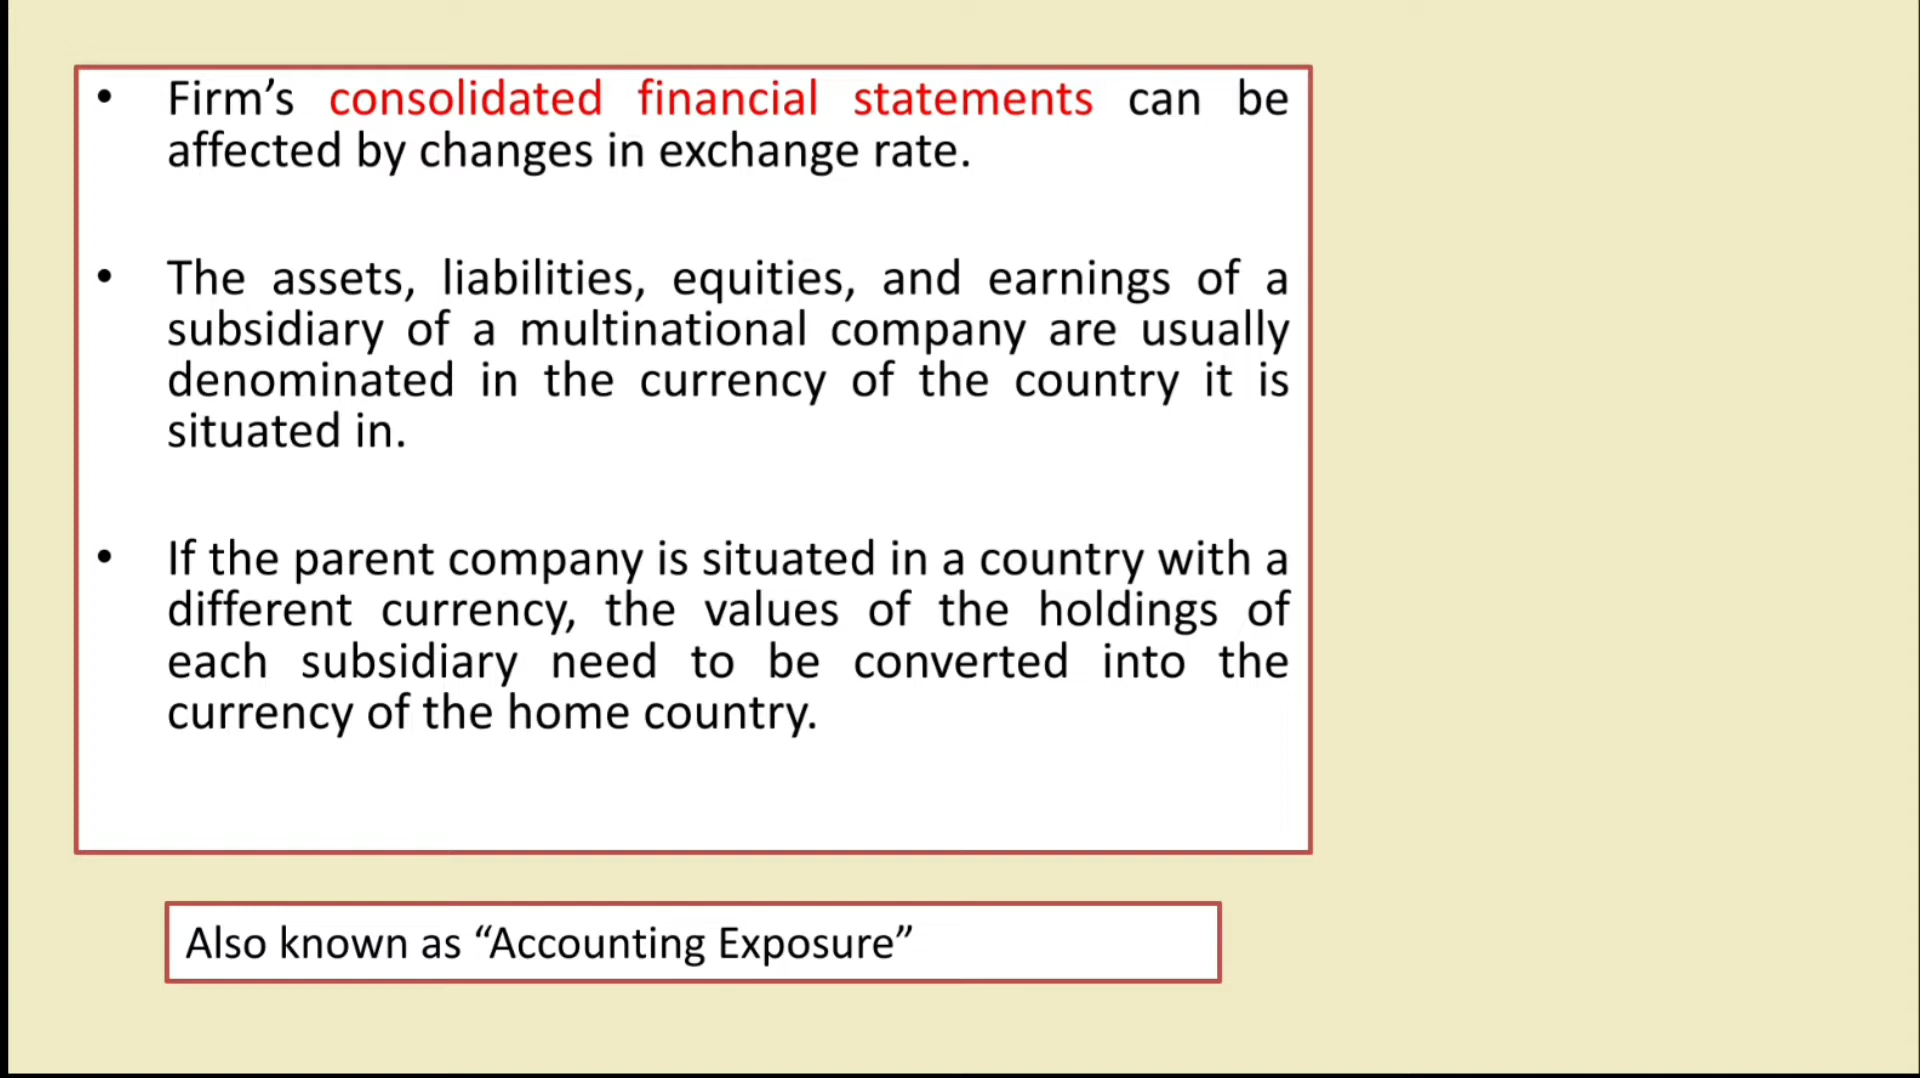 • Firm’s consolidated financial statements can be
affected by changes in exchange rate.
• The assets, liabilities, equities, and earnings of a
subsidiary of a multinational company are usually
denominated in the currency of the country it is
situated in.
• If the parent company is situated in a country with a
different currency, the values of the holdings of
each subsidiary need to be converted into the
currency of the home country.
Also known as “Accounting Exposure”